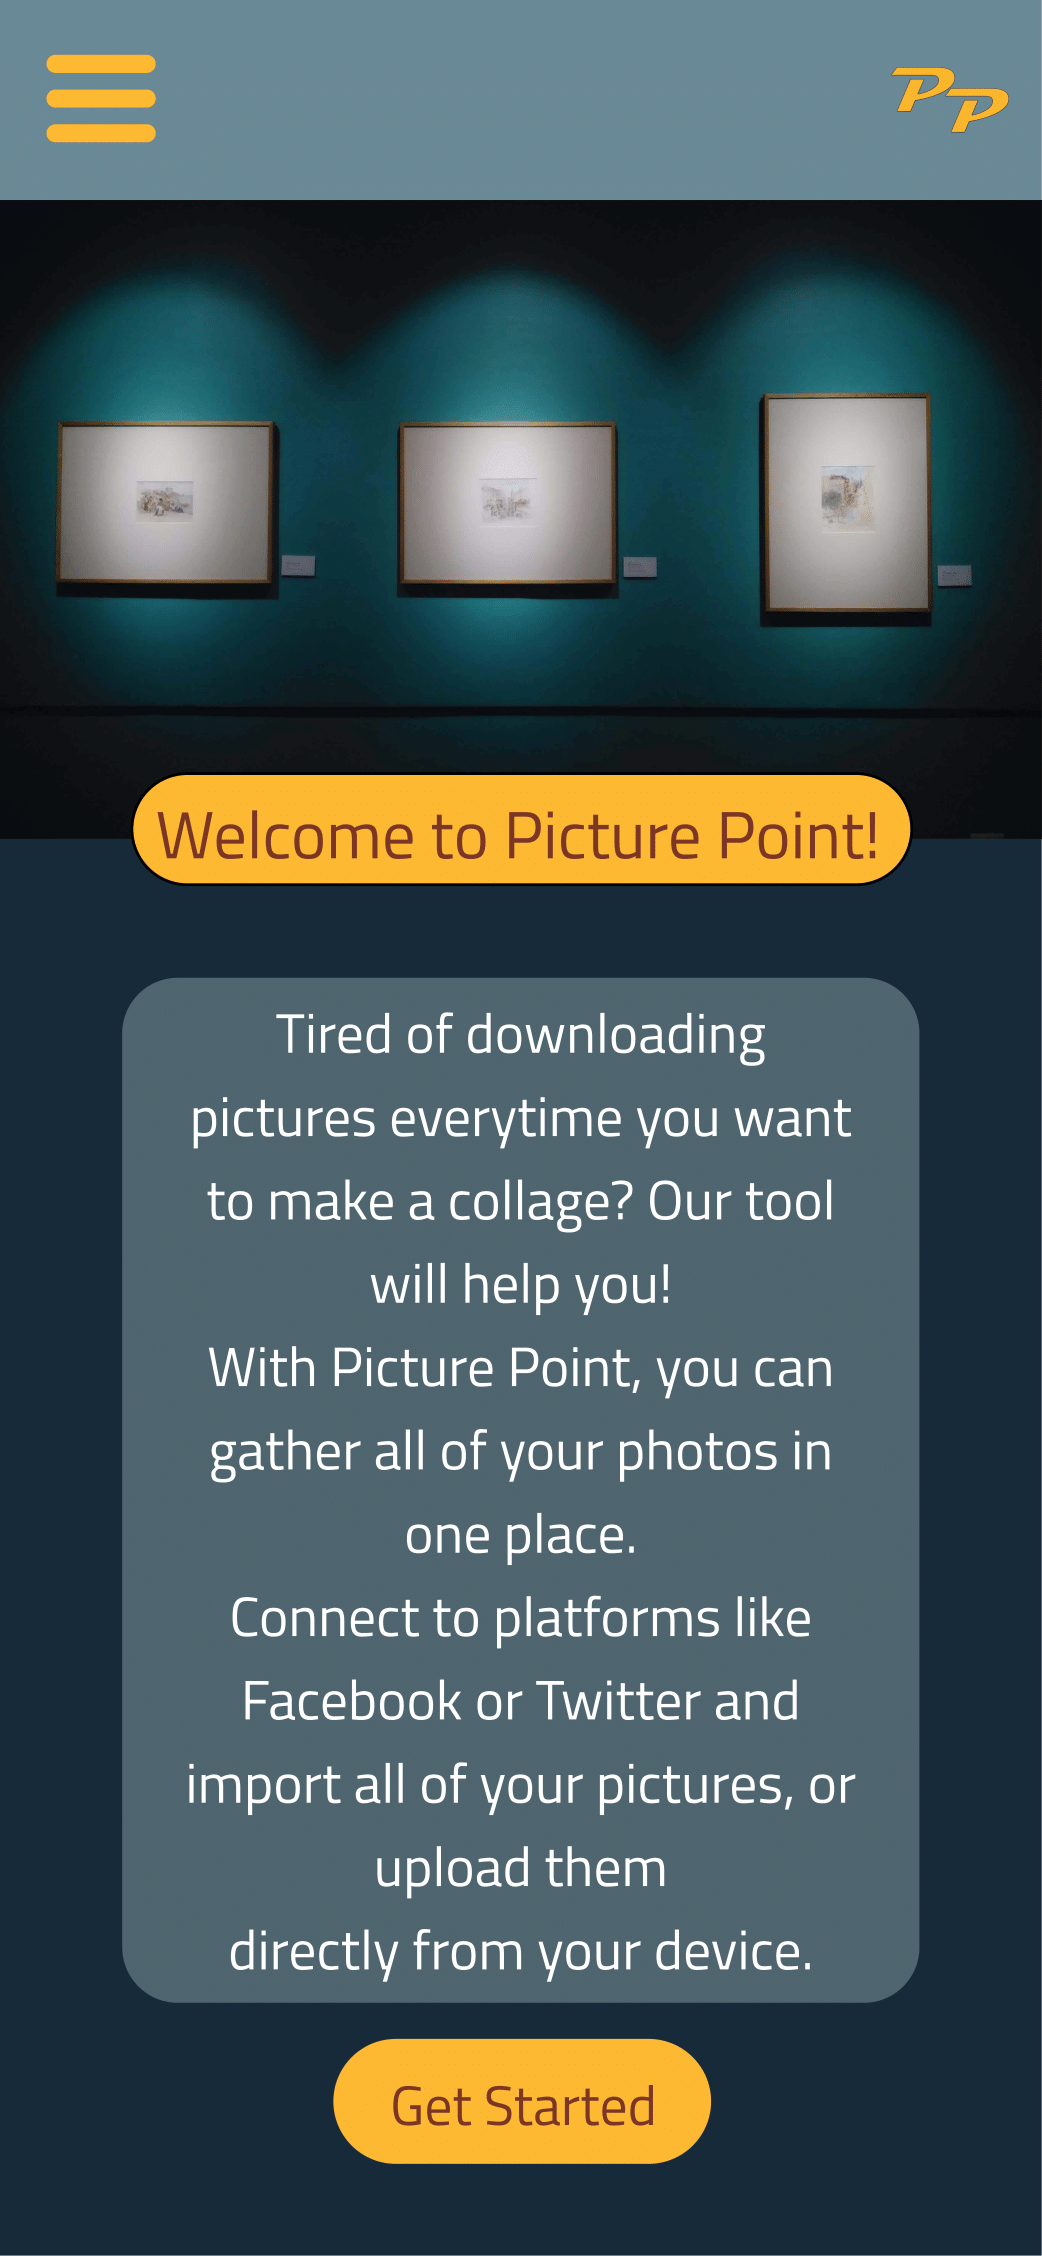 PP
Welcome to Picture Point!
Tired of downloading
pictures everytime you want
to make a collage? Our tool
will help you!
With Picture Point, you can
gather all of your photos in
one place.
Connect to platforms like
Facebook or Twitter and
import all of your pictures, or
upload them
directly from your device.
Get Started